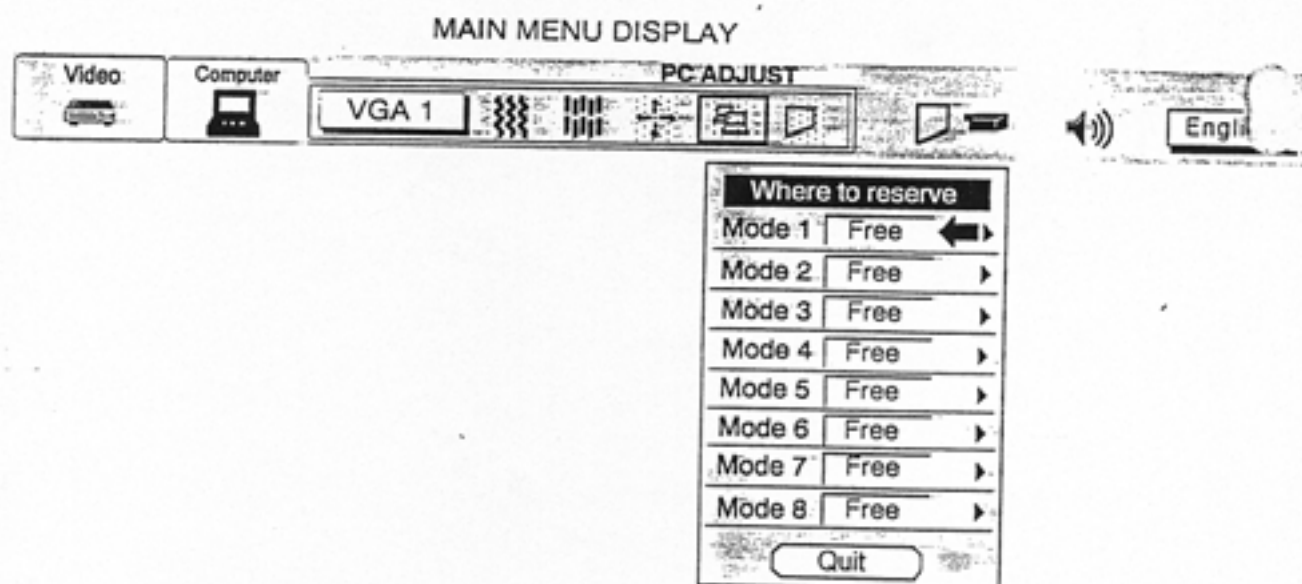 MAIN MENU DISPLAY
Video Computer PC ADJUST
VGA 1 Engli
Where to reserve
Mode 1 Free
Mode 2 Free
Mode 3 Free
Mode 4 Free
Mode 5 Free
Mode 6 Free
Mode 7 Free
Mode 8 Free
Quit